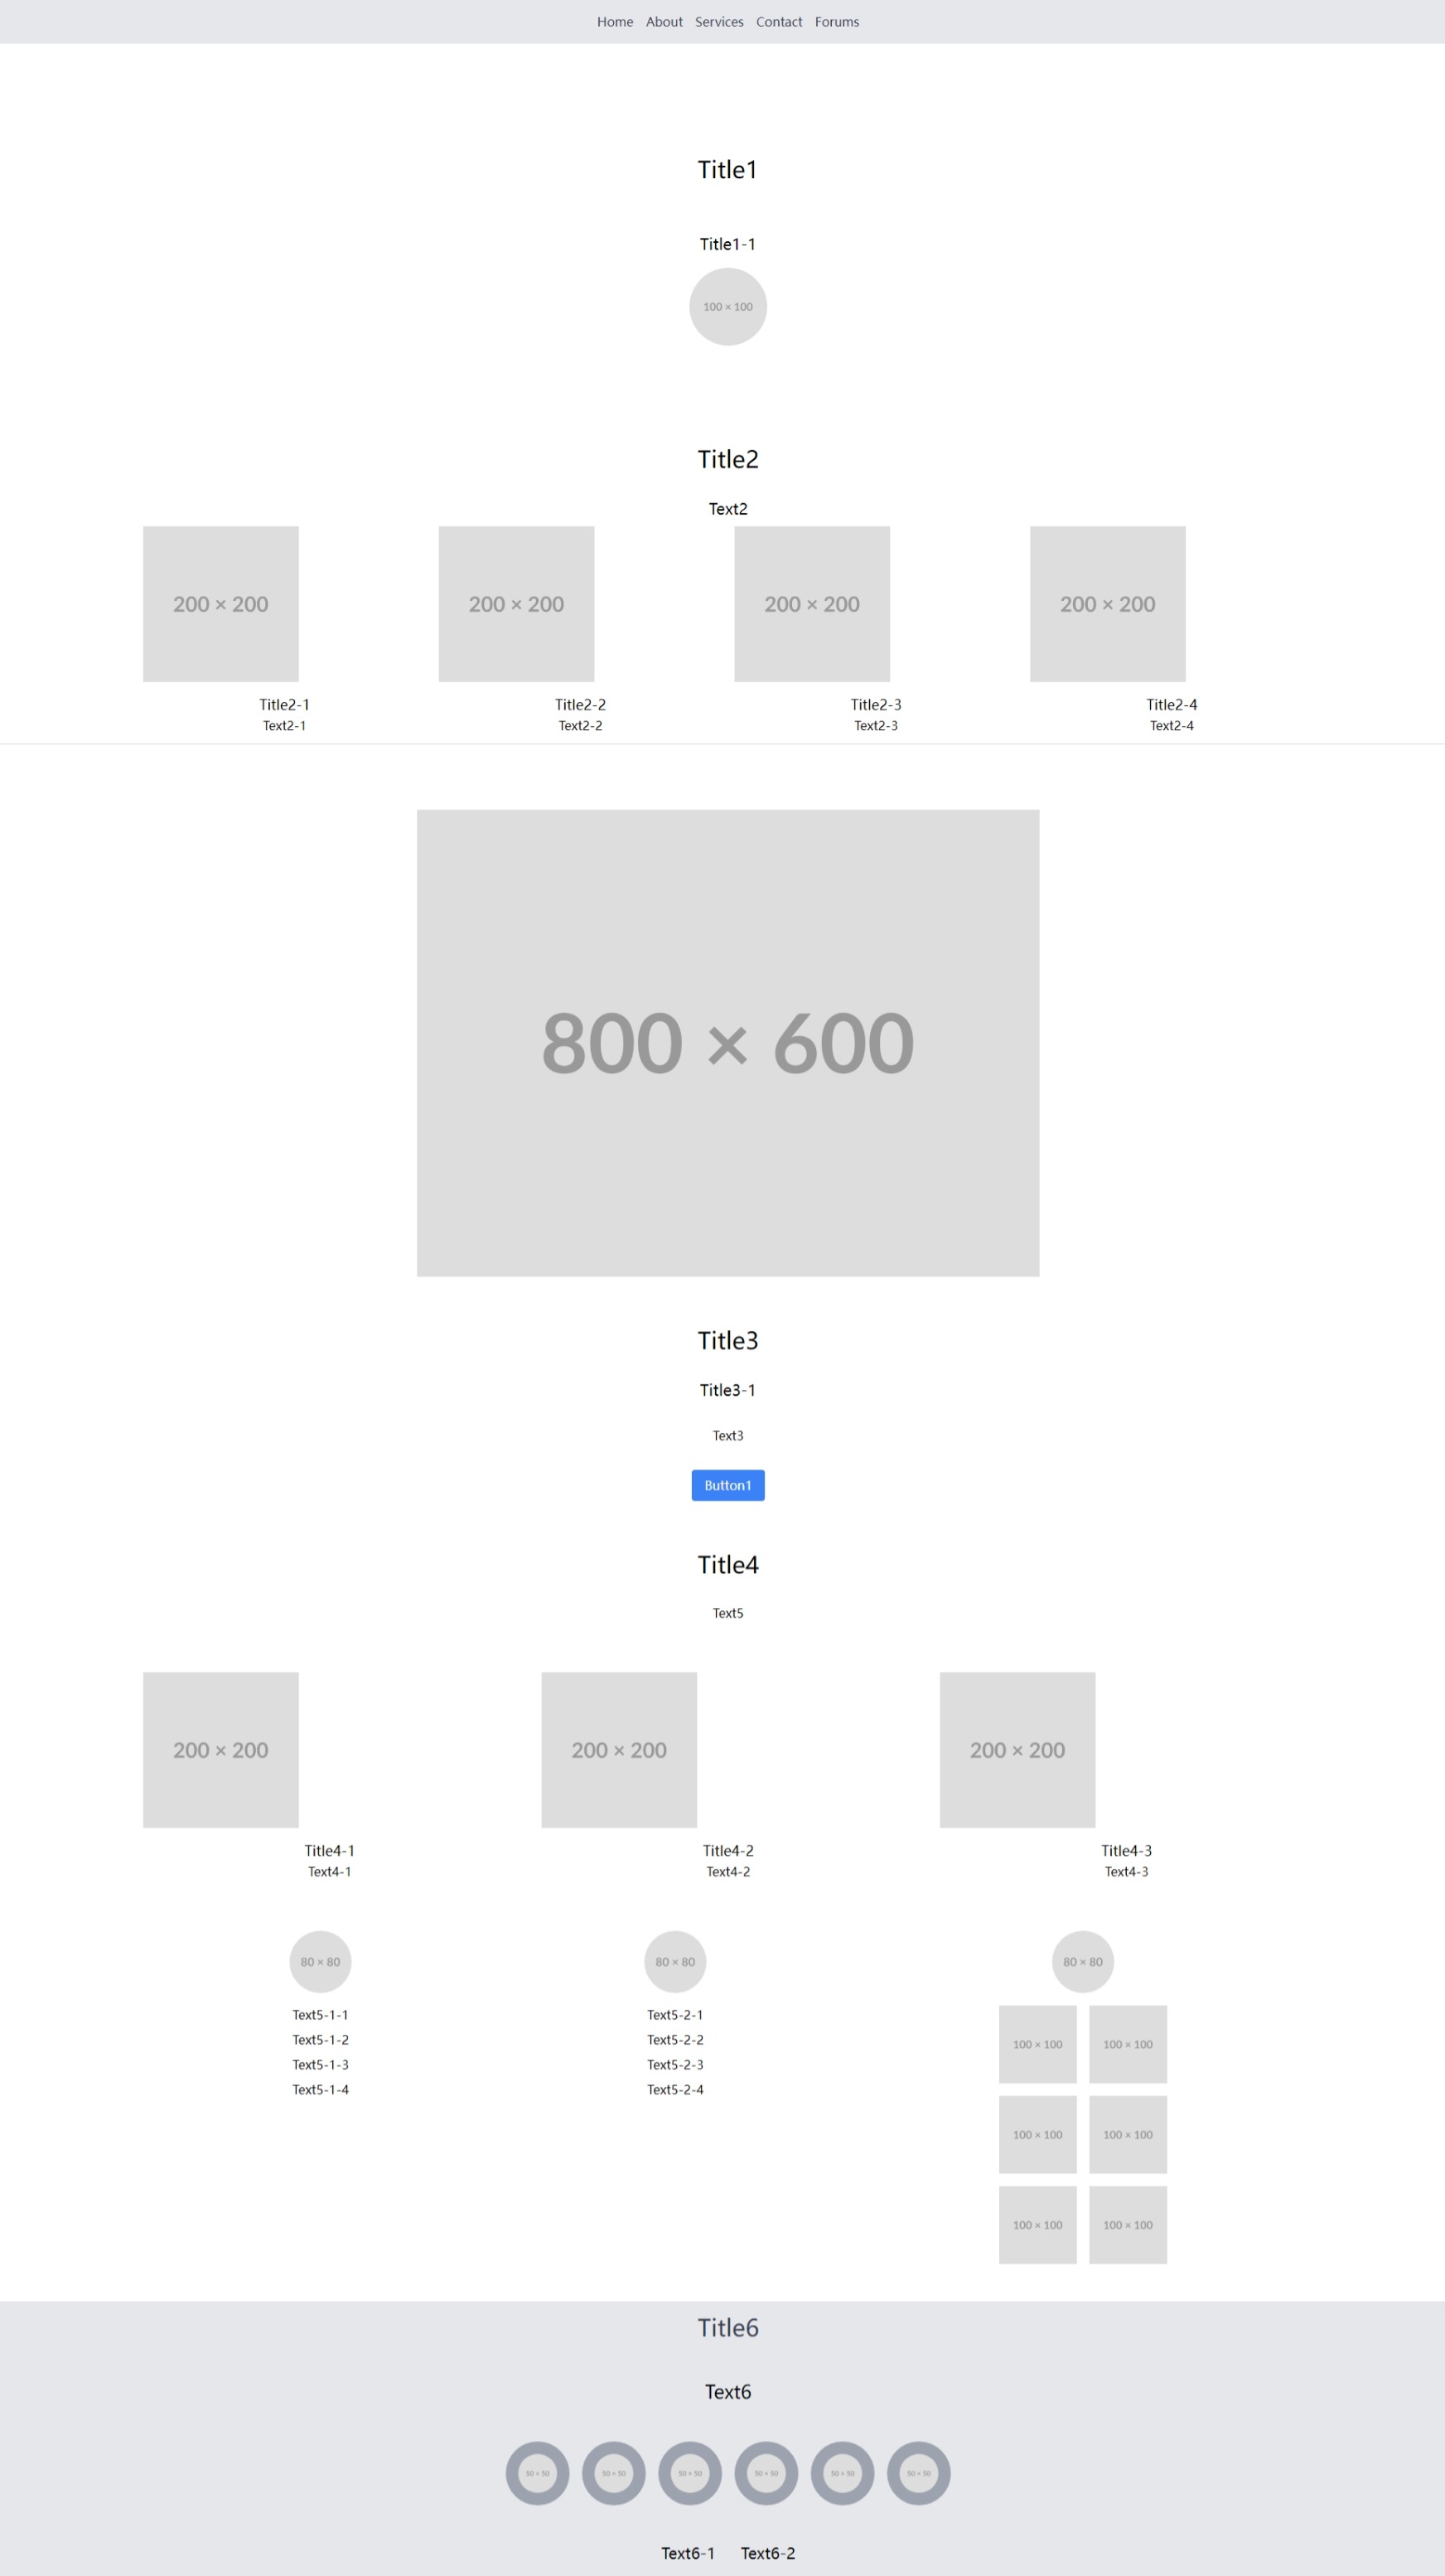 Home About Services Contact Forums
Title1
Title1-1
100 × 100
Title2
Text2
200 × 200 200 × 200 200 × 200 200 × 200
Title2-1 Title2-2 Title2-3 Title2-4
Text2-1 Text2-2 Text2-3 Text2-4
800 × 600
Title3
Title3-1
Text3
Button1
Title4
Text5
200 × 200 200 × 200 200 × 200
Title4-1 Title4-2 Title4-3
Text4-1 Text4-2 Text4-3
80 × 80 80 × 80 80 × 80
Text5-1-1 Text5-2-1
Text5-1-2 Text5-2-2
Text5-1-3 Text5-2-3
Text5-1-4 Text5-2-4
100 × 100 100 × 100
100 × 100 100 × 100
100 × 100 100 × 100
Title6
Text6
50 × 50 50 × 50 50 × 50 50 × 50 50 × 50 50 × 50
Text6-1 Text6-2